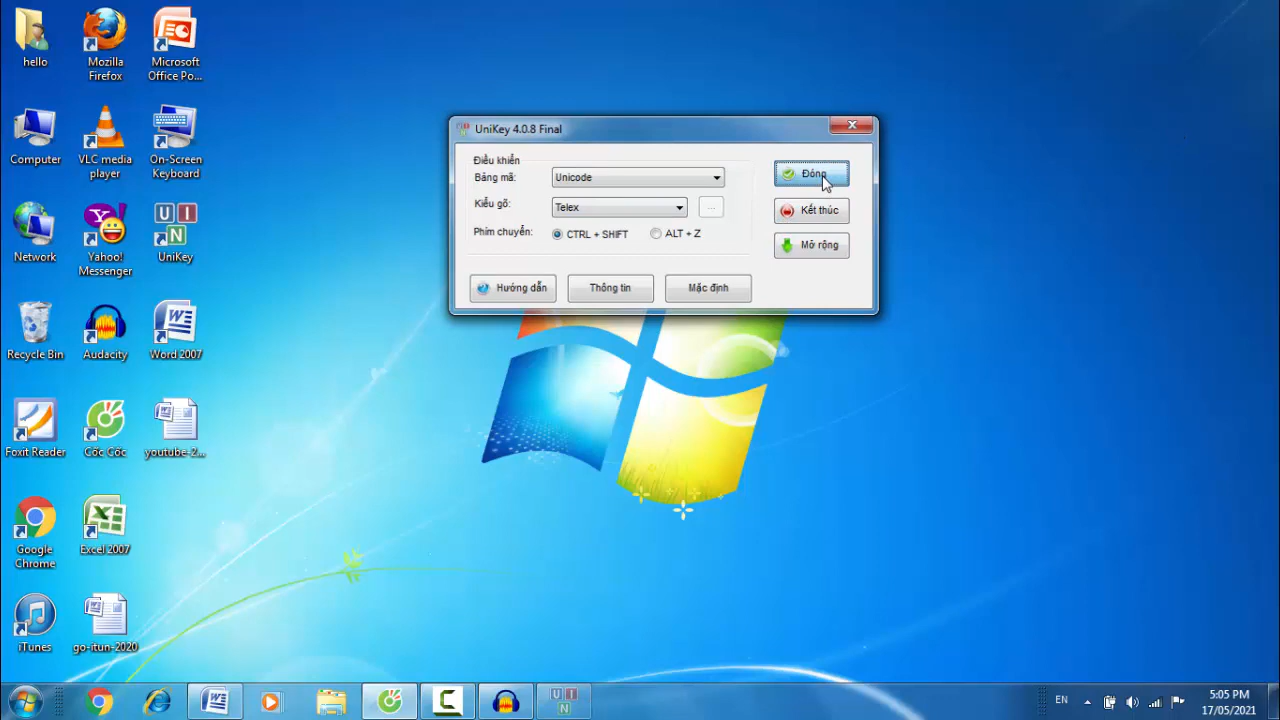 hello
Mozilla
Firefox
Microsoft
Office Po...
Computer
VLC media
player
On-Screen
Keyboard
Network
Yahoo!
Messenger
U I
N
UniKey
Recycle Bin
Audacity
Word 2007
Foxit Reader
Cốc Cốc
youtube-2...
Google
Chrome
Excel 2007
iTunes
go-itun-2020
UniKey 4.0.8 Final
Điều khiển
Bảng mã:
Unicode
Kiểu gõ:
Telex
...
Phím chuyển:
CTRL + SHIFT
ALT + Z
Đóng
Kết thúc
Mở rộng
Hướng dẫn
Thông tin
Mặc định
U I
N
EN
5:05 PM
17/05/2021